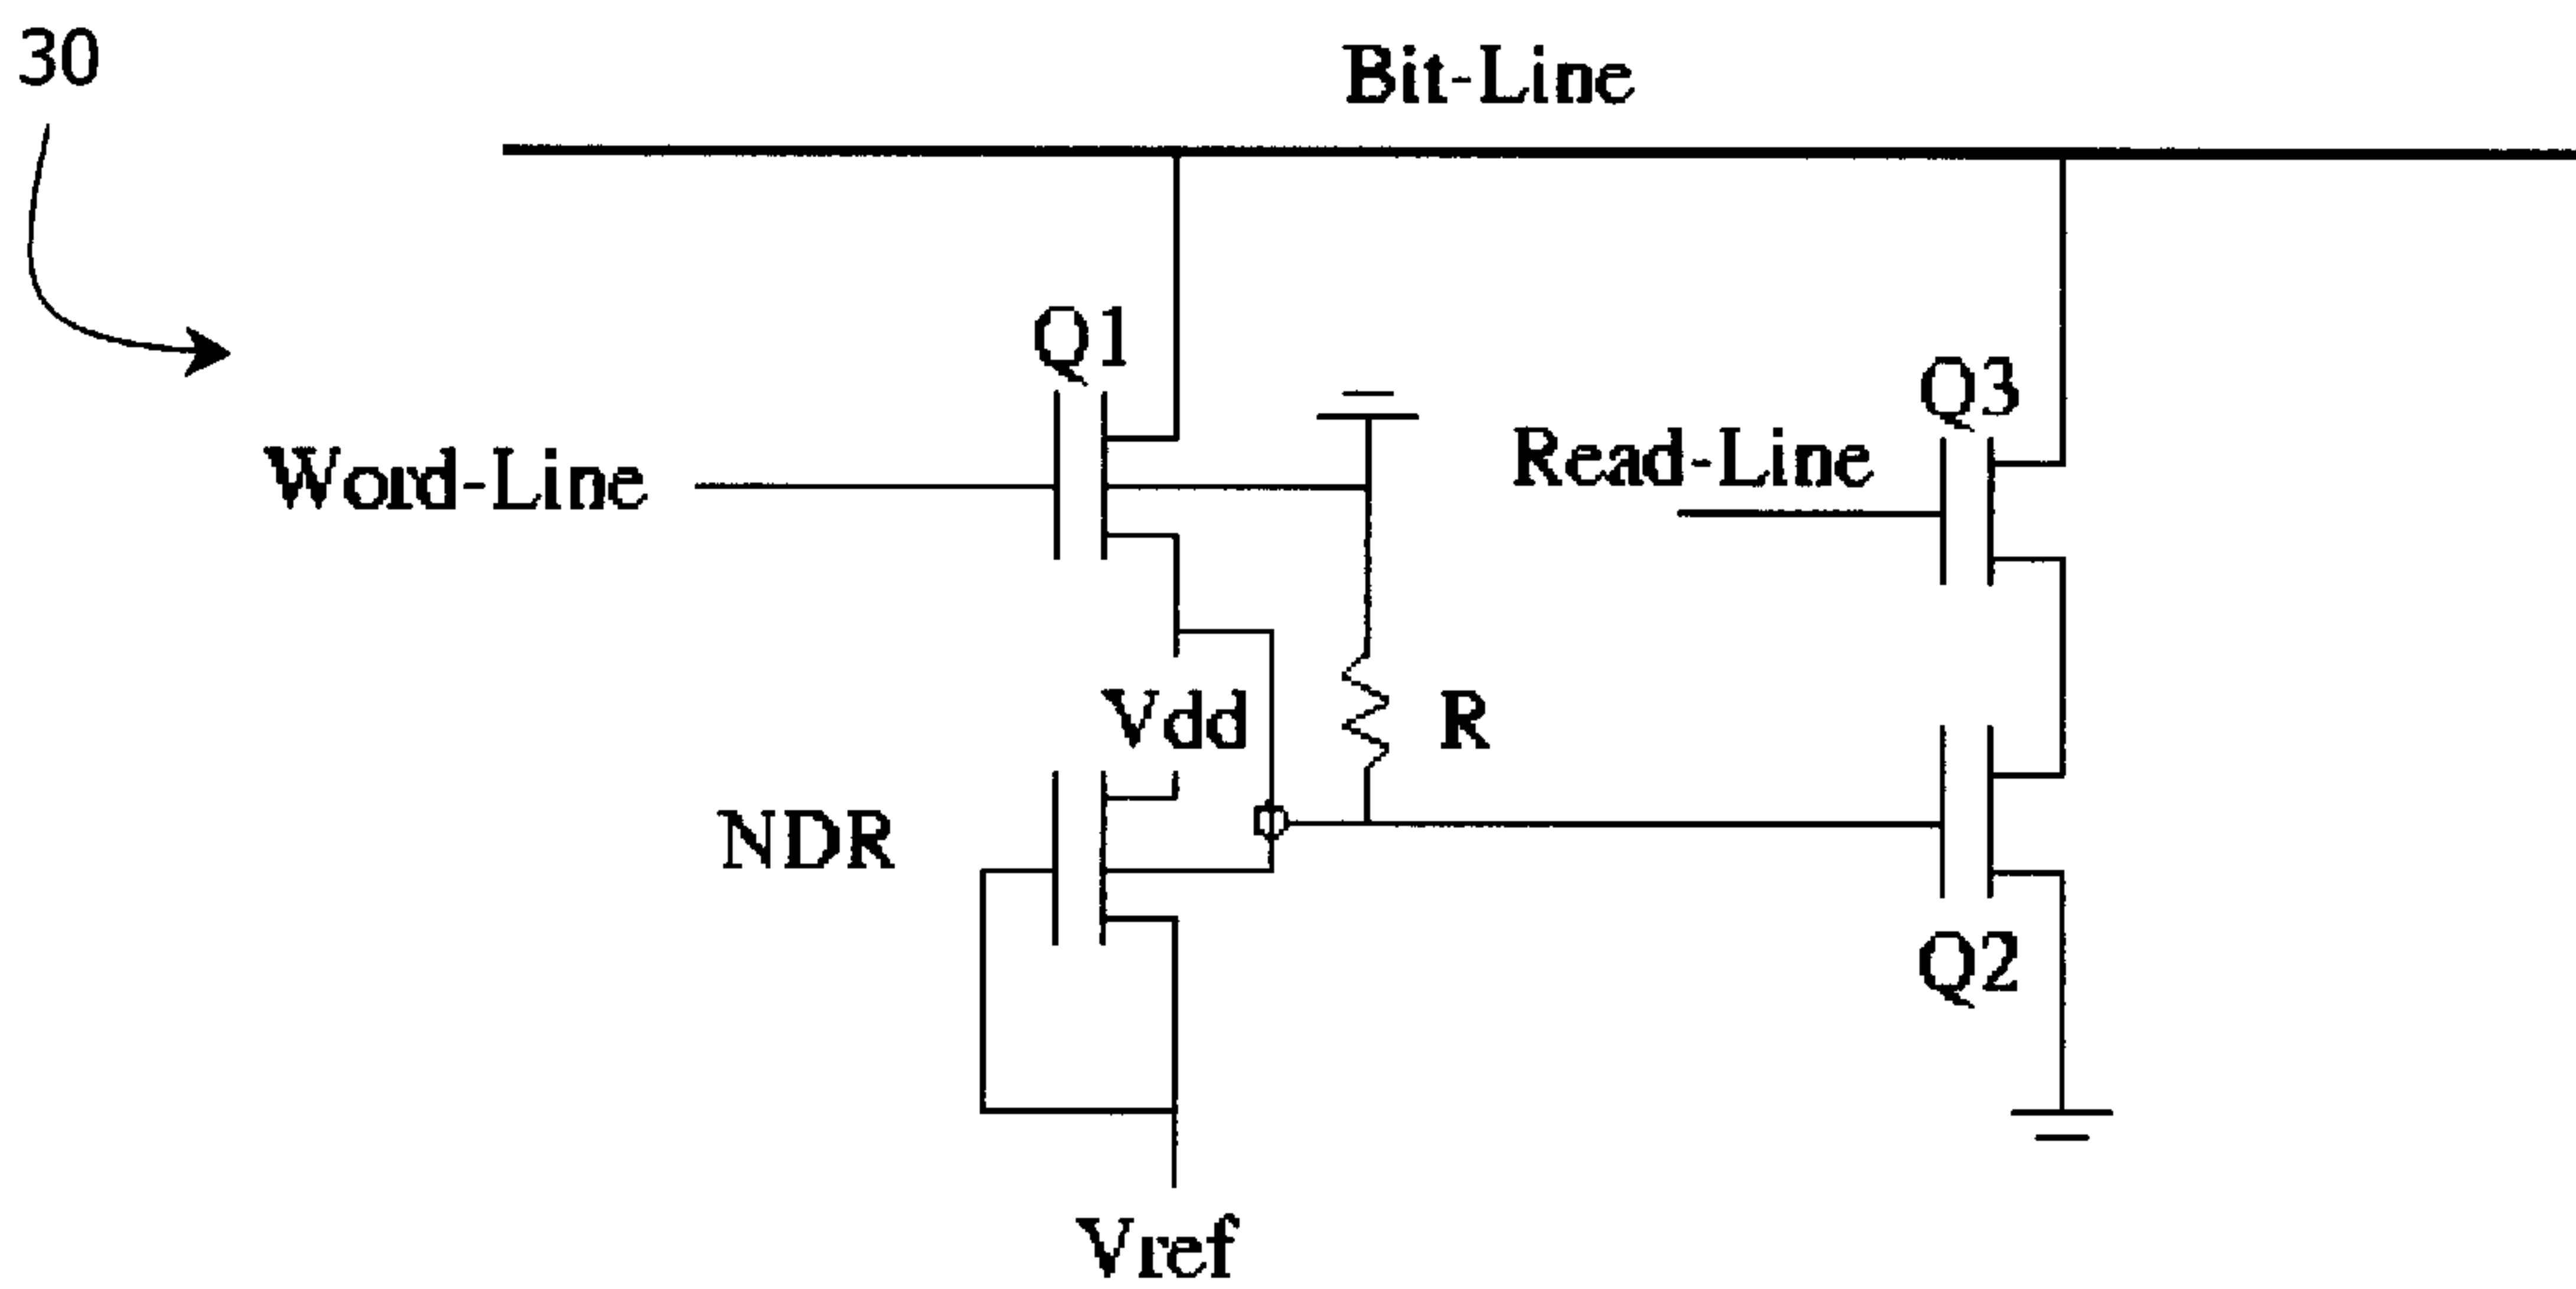 30
Bit-Line
Q1
Q3
Read-Line
Word-Line
Vdd
R
NDR
Q2
Vref